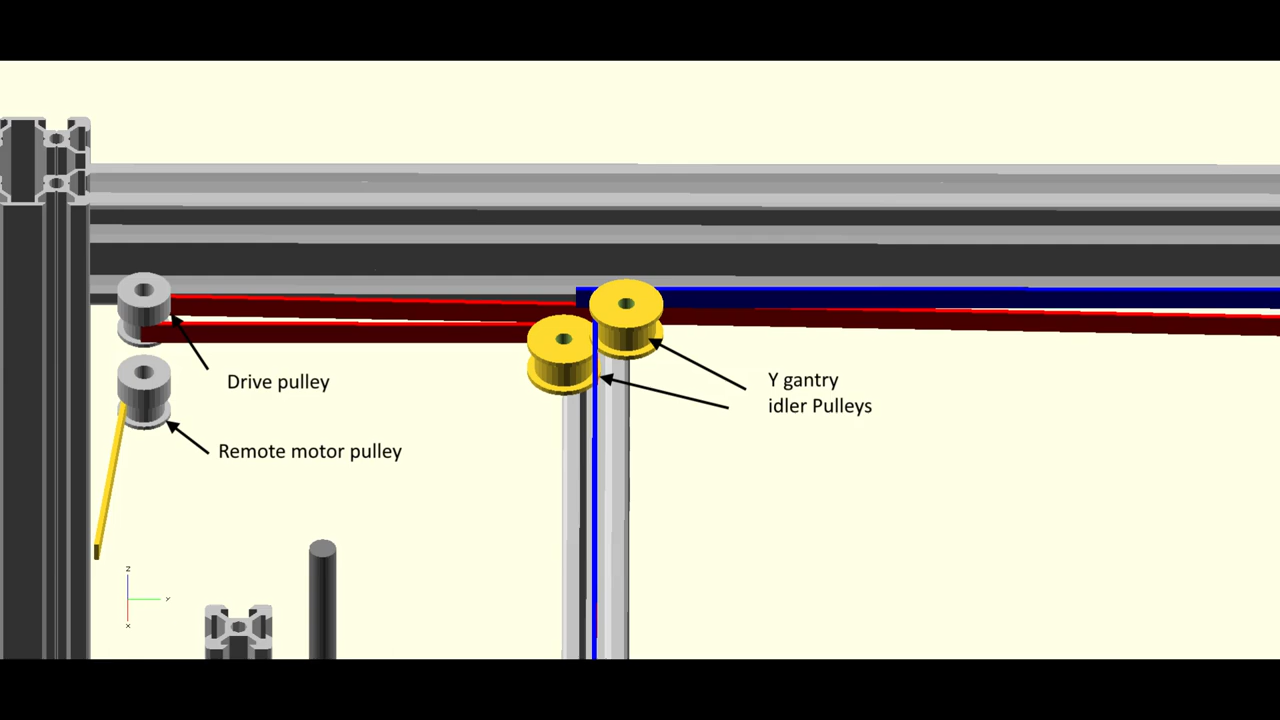 Drive pulley
Y gantry
idler Pulleys
Remote motor pulley
z
y
x